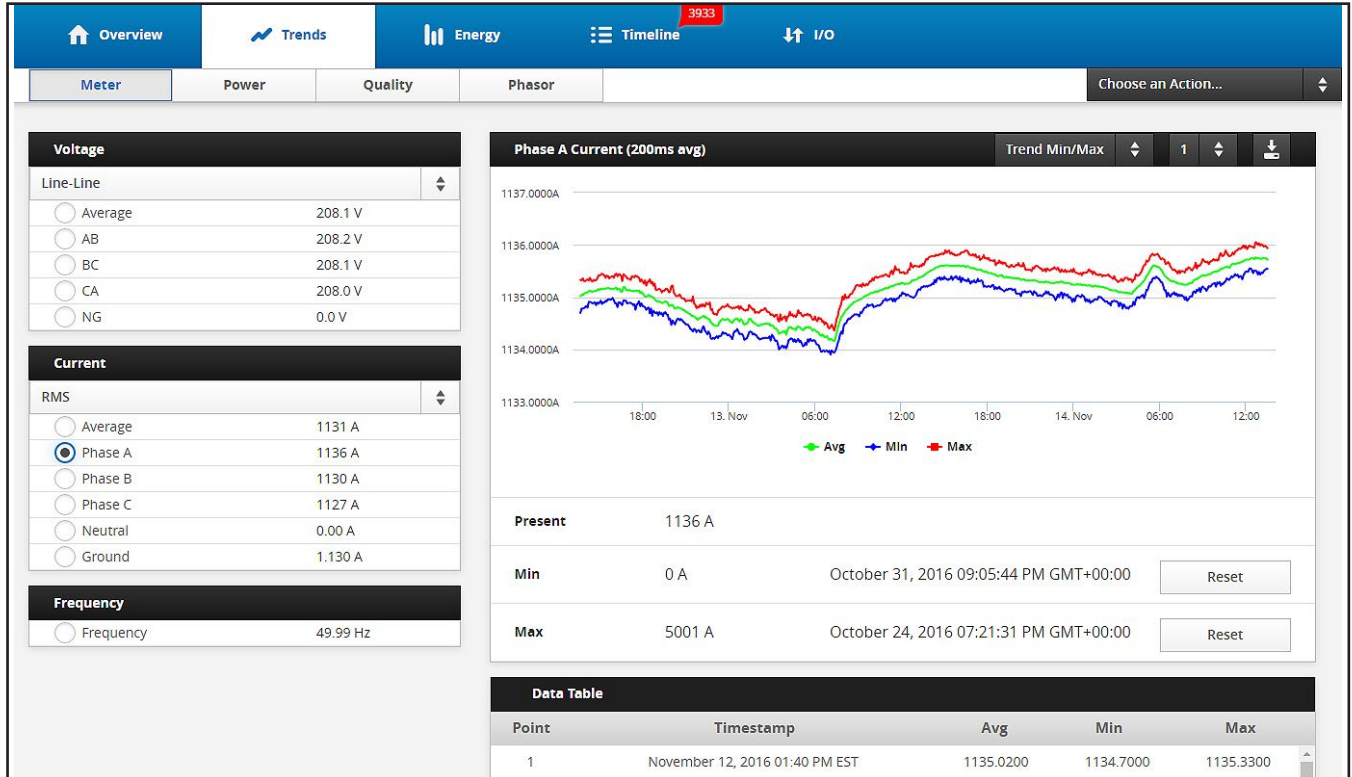 3933
Overview Trends Energy Timeline I/O
Meter Power Quality Phasor Choose an Action...
Voltage
Line-Line
Average 208.1 V
AB 208.2 V
BC 208.1 V
CA 208.0 V
NG 0.0 V
Current
RMS
Average 1131 A
Phase A 1136 A
Phase B 1130 A
Phase C 1127 A
Neutral 0.00 A
Ground 1.130 A
Frequency
Frequency 49.99 Hz
Phase A Current (200ms avg) Trend Min/Max 1
1137.0000A
1136.0000A
1135.0000A
1134.0000A
1133.0000A
18:00 13. Nov 06:00 12:00 18:00 14. Nov 06:00 12:00
Avg Min Max
Present 1136 A
Min 0 A October 31, 2016 09:05:44 PM GMT+00:00 Reset
Max 5001 A October 24, 2016 07:21:31 PM GMT+00:00 Reset
Data Table
Point Timestamp Avg Min Max
1 November 12, 2016 01:40 PM EST 1135.0200 1134.7000 1135.3300